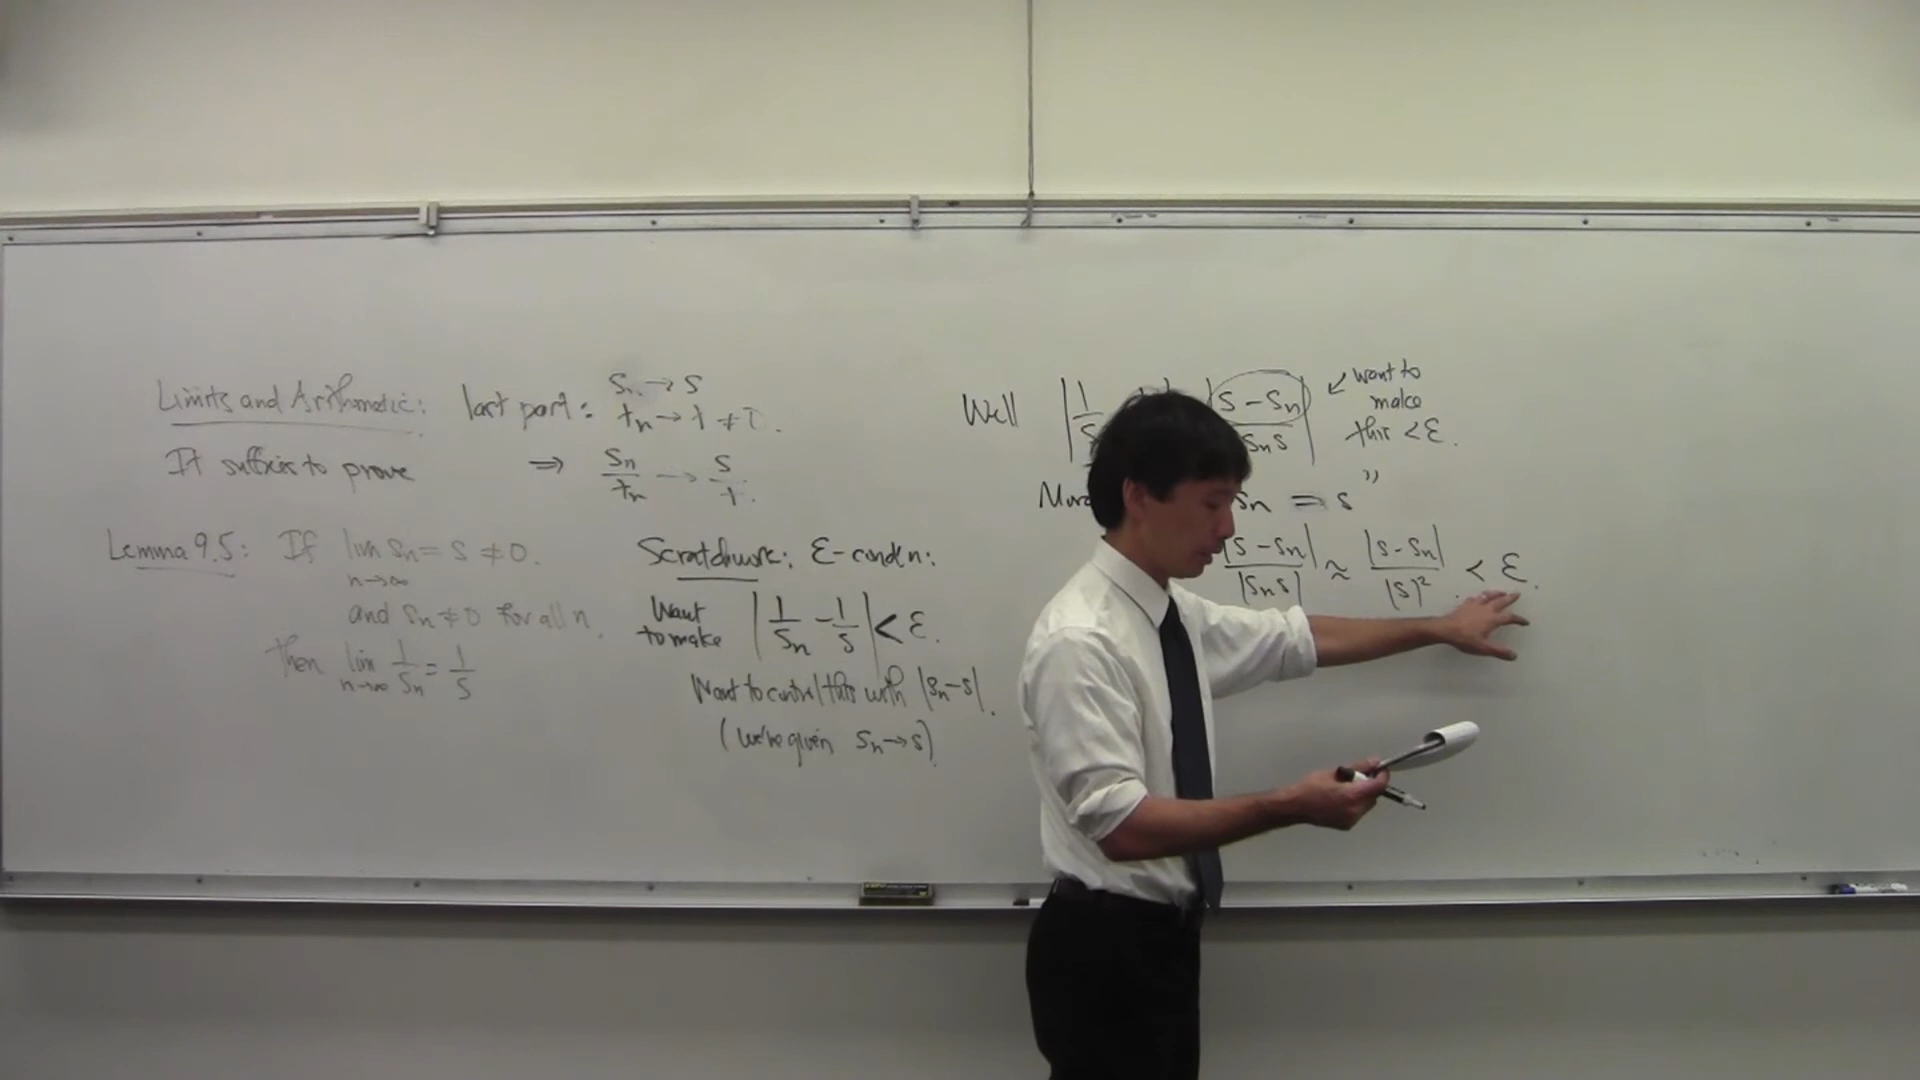 Limits and Arithmetic: last part: sₙ → s
tₙ → t ≠ 0.
It suffices to prove ⇒ sₙ/tₙ → s/t.
Lemma 9.5: If lim n→∞ sₙ = s ≠ 0.
and sₙ ≠ 0 for all n.
then lim n→∞ 1/sₙ = 1/s
Scratchwork: ε-condn:
Want to make |1/sₙ - 1/s| < ε.
Want to control this with |sₙ - s|.
(we're given sₙ → s)
Well |1/s |s - sₙ / sₙs| ↙ want to
make
this < ε.
sₙ = s "
|s - sₙ|/|sₙs| ≈ |s - sₙ|/|s|² < ε.